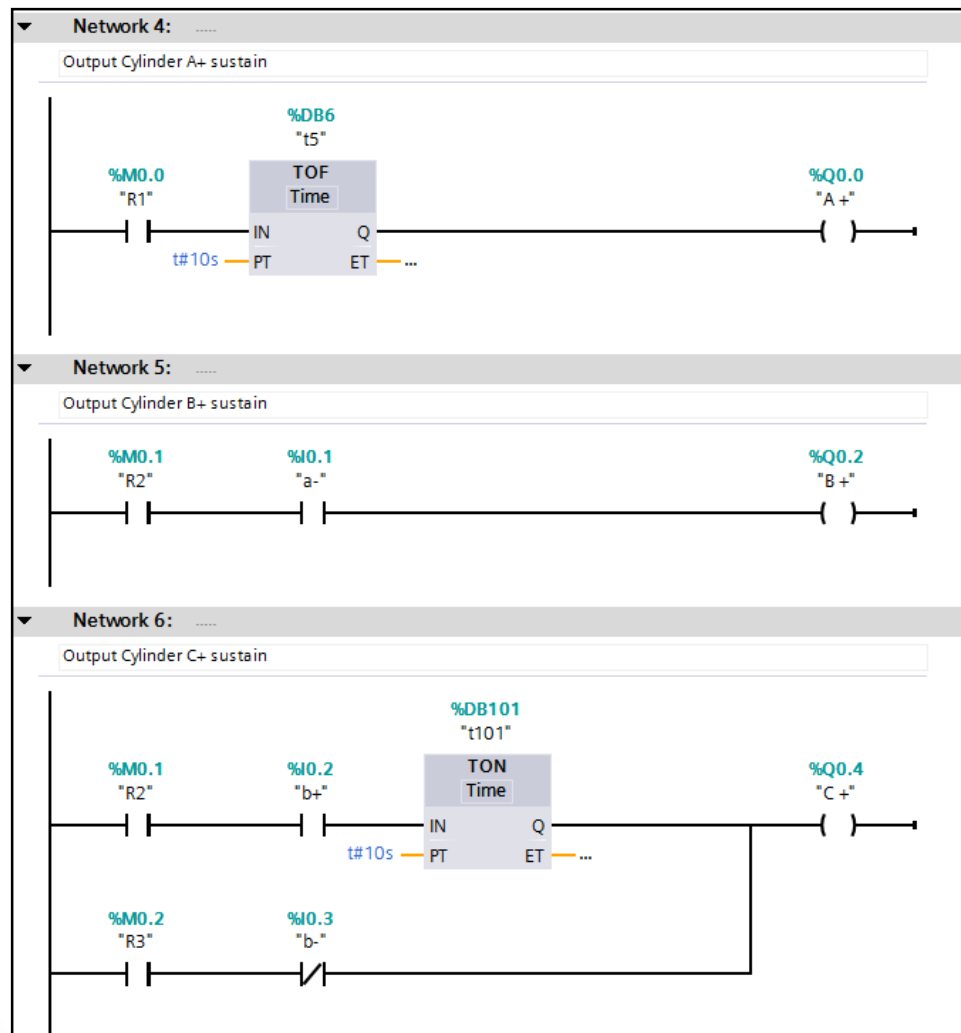 Network 4: .....
Output Cylinder A+ sustain
%DB6
"t5"
%M0.0
"R1"
TOF
Time
%Q0.0
"A +"
IN Q
t#10s PT ET ...
Network 5: .....
Output Cylinder B+ sustain
%M0.1 %I0.1 %Q0.2
"R2" "a-" "B +"
Network 6: .....
Output Cylinder C+ sustain
%DB101
"t101"
%M0.1 %I0.2 TON %Q0.4
"R2" "b+" Time "C +"
IN Q
t#10s PT ET ...
%M0.2 %I0.3
"R3" "b-"